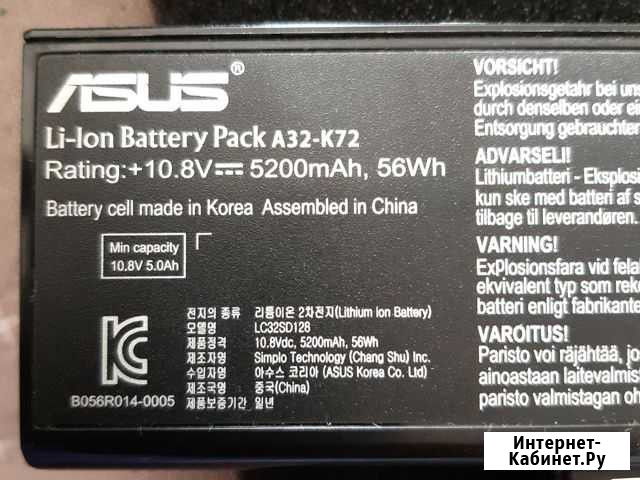 ASUS®
Li-Ion Battery Pack A32-K72
Rating:+10.8V⎓ 5200mAh, 56Wh
Battery cell made in Korea Assembled in China
Min capacity
10.8V 5.0Ah
전지의 종류 리튬이온 2차전지(Lithium ion Battery)
모델명 LC32SD128
제품정격 10.8Vdc, 5200mAh, 56Wh
제조자명 Simplo Technology (Chang Shu) Inc.
수입자명 아수스 코리아 (ASUS Korea Co. Ltd)
제조국명 중국(China)
제품보증기간 일년
B056R014-0005
VORSICHT!
Explosionsgetahr bei uns
durch denselben oder ein
Entsorgung gebrauchter
ADVARSELI!
Lithiumbatteri - Eksplosi
kun ske med batteri af s
tilbage til leverandøren.
VARNING!
ExPlosionsfara vid fela
ekvivalent typ som reko
batteri enligt fabrikante
VAROITUS!
Paristo voi räjähtää, jo
ainoastaan laitevalmist
paristo valmistagan oh
Интернет-
Кабинет.Ру